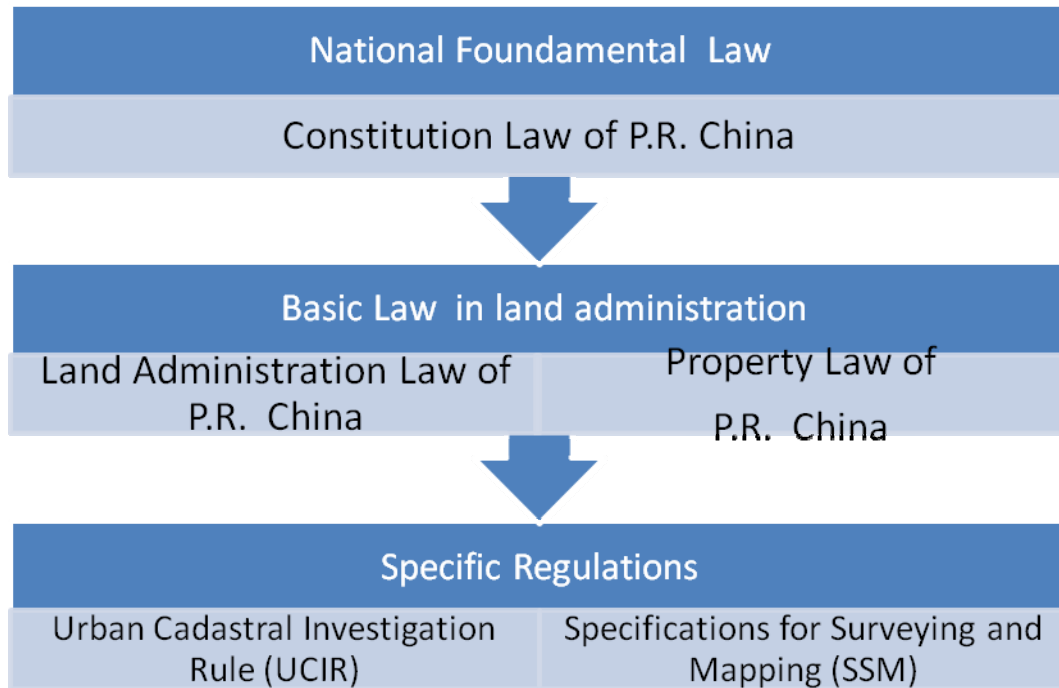 National Foundamental Law
Constitution Law of P.R. China
Basic Law in land administration
Land Administration Law of
P.R. China
Property Law of
P.R. China
Specific Regulations
Urban Cadastral Investigation
Rule (UCIR)
Specifications for Surveying and
Mapping (SSM)